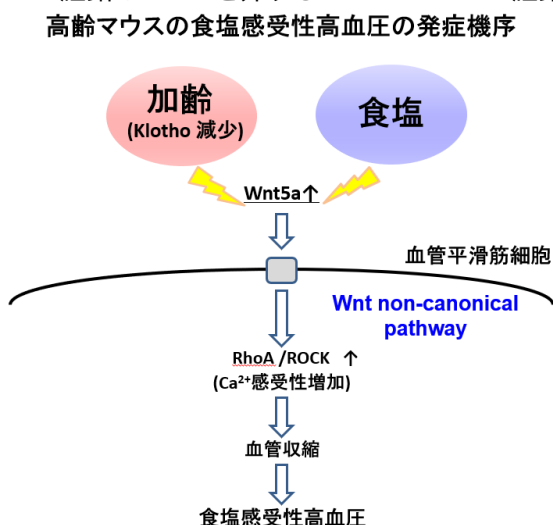 高齢マウスの食塩感受性高血圧の発症機序
加齢
(Klotho 減少)
食塩
Wnt5a↑
血管平滑筋細胞
Wnt non-canonical
pathway
RhoA /ROCK ↑
(Ca²⁺感受性増加)
血管収縮
食塩感受性高血圧